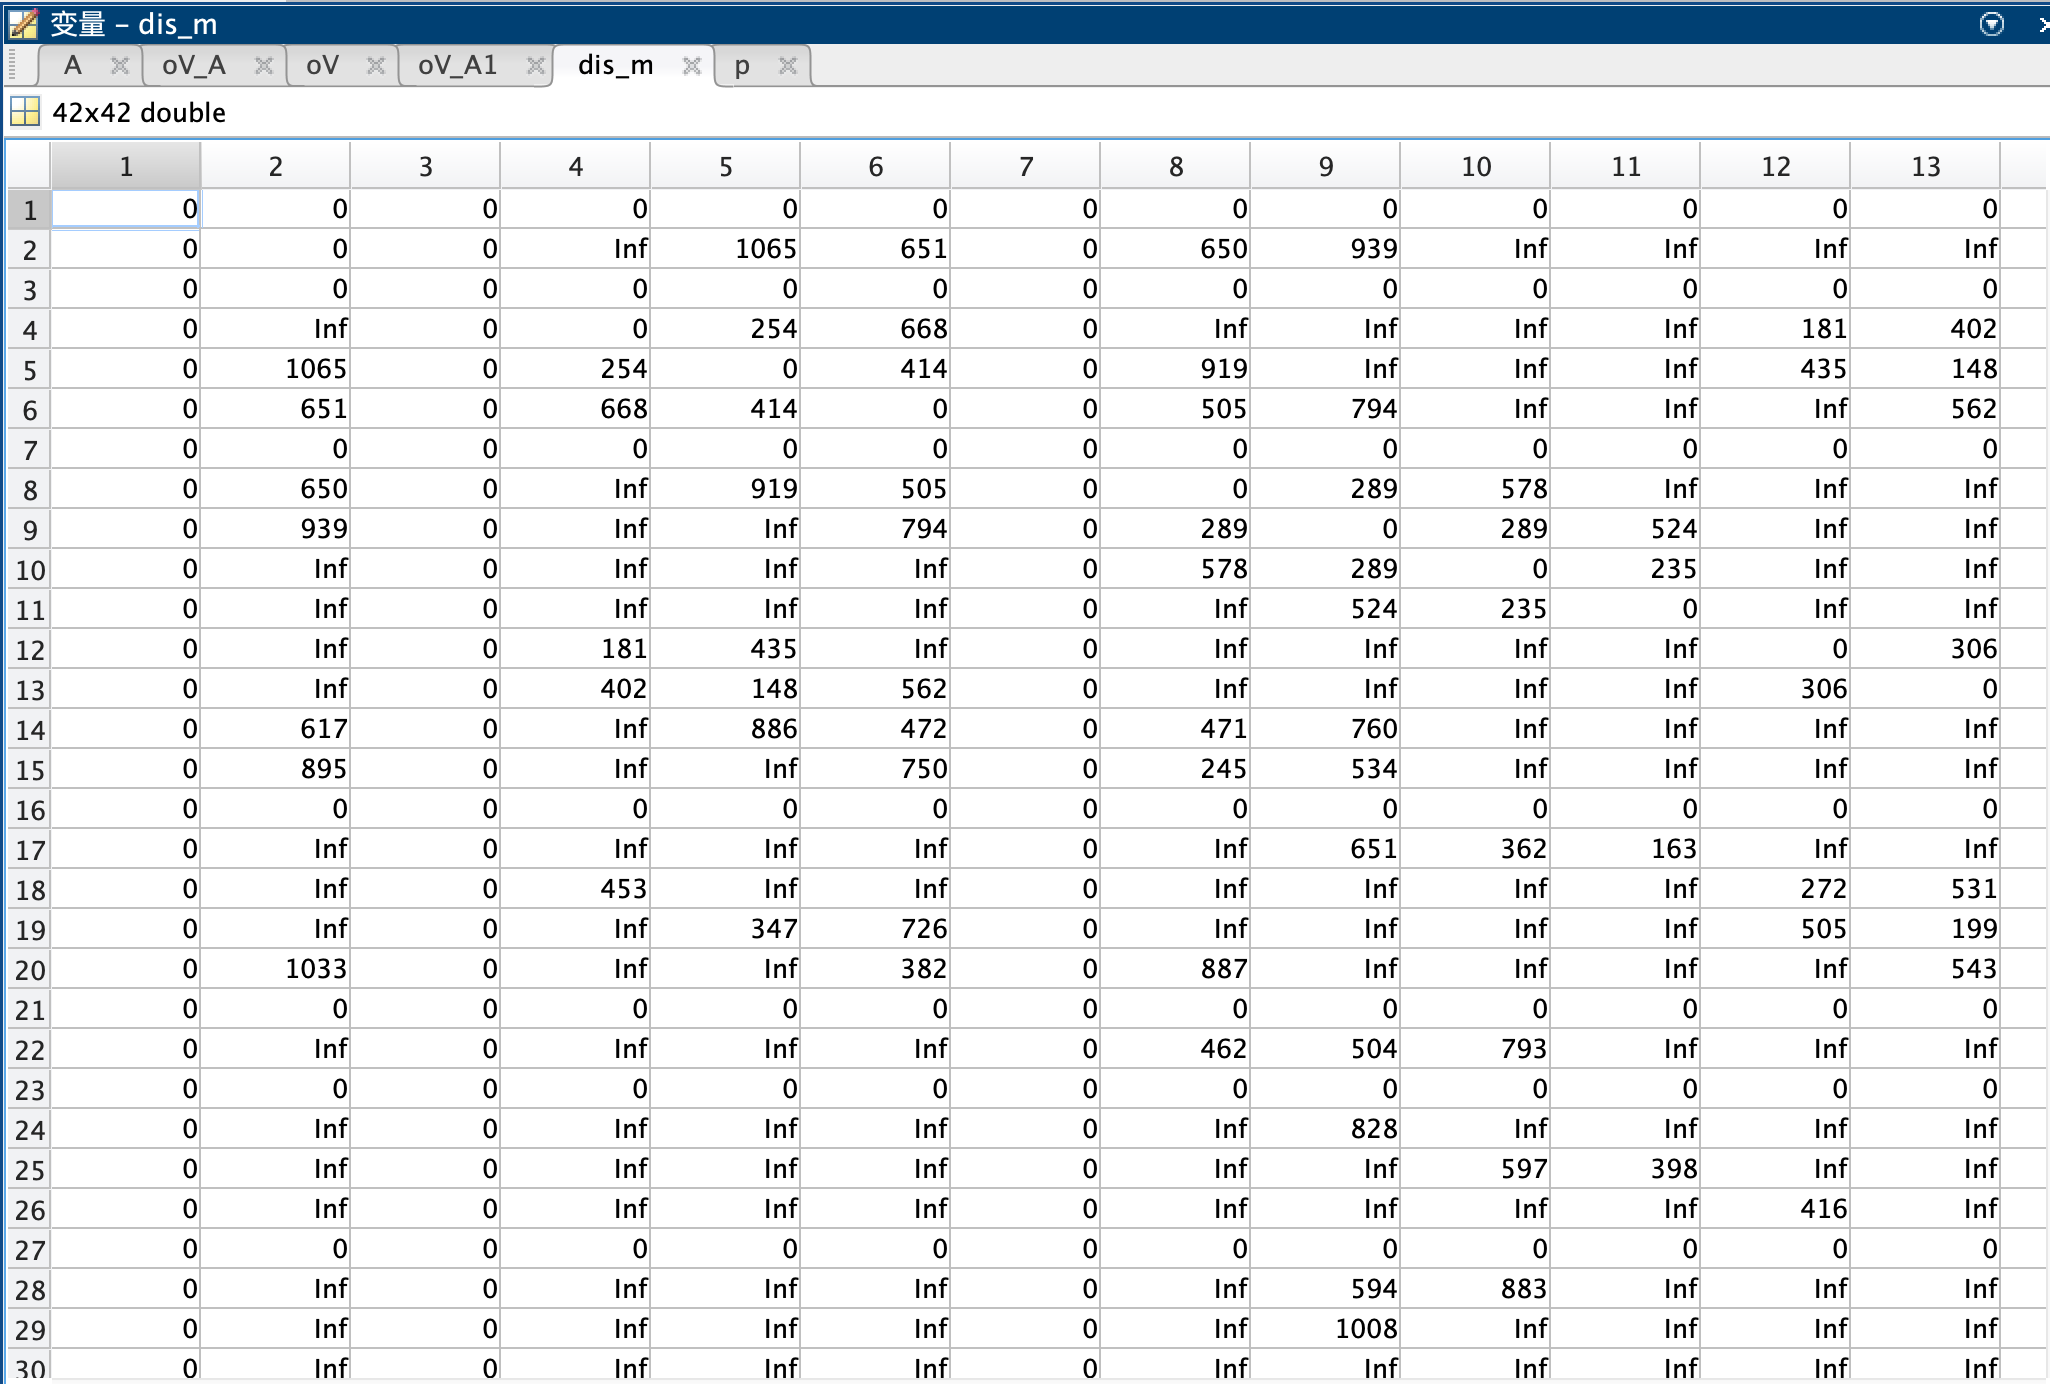 变量 – dis_m
A oV_A oV oV_A1 dis_m p
42x42 double
1 2 3 4 5 6 7 8 9 10 11 12 13
1 0 0 0 0 0 0 0 0 0 0 0 0 0
2 0 0 0 Inf 1065 651 0 650 939 Inf Inf Inf Inf
3 0 0 0 0 0 0 0 0 0 0 0 0 0
4 0 Inf 0 0 254 668 0 Inf Inf Inf Inf 181 402
5 0 1065 0 254 0 414 0 919 Inf Inf Inf 435 148
6 0 651 0 668 414 0 0 505 794 Inf Inf Inf 562
7 0 0 0 0 0 0 0 0 0 0 0 0 0
8 0 650 0 Inf 919 505 0 0 289 578 Inf Inf Inf
9 0 939 0 Inf Inf 794 0 289 0 289 524 Inf Inf
10 0 Inf 0 Inf Inf Inf 0 578 289 0 235 Inf Inf
11 0 Inf 0 Inf Inf Inf 0 Inf 524 235 0 Inf Inf
12 0 Inf 0 181 435 Inf 0 Inf Inf Inf Inf 0 306
13 0 Inf 0 402 148 562 0 Inf Inf Inf Inf 306 0
14 0 617 0 Inf 886 472 0 471 760 Inf Inf Inf Inf
15 0 895 0 Inf Inf 750 0 245 534 Inf Inf Inf Inf
16 0 0 0 0 0 0 0 0 0 0 0 0 0
17 0 Inf 0 Inf Inf Inf 0 Inf 651 362 163 Inf Inf
18 0 Inf 0 453 Inf Inf 0 Inf Inf Inf Inf 272 531
19 0 Inf 0 Inf 347 726 0 Inf Inf Inf Inf 505 199
20 0 1033 0 Inf Inf 382 0 887 Inf Inf Inf Inf 543
21 0 0 0 0 0 0 0 0 0 0 0 0 0
22 0 Inf 0 Inf Inf Inf 0 462 504 793 Inf Inf Inf
23 0 0 0 0 0 0 0 0 0 0 0 0 0
24 0 Inf 0 Inf Inf Inf 0 Inf 828 Inf Inf Inf Inf
25 0 Inf 0 Inf Inf Inf 0 Inf Inf 597 398 Inf Inf
26 0 Inf 0 Inf Inf Inf 0 Inf Inf Inf Inf 416 Inf
27 0 0 0 0 0 0 0 0 0 0 0 0 0
28 0 Inf 0 Inf Inf Inf 0 Inf 594 883 Inf Inf Inf
29 0 Inf 0 Inf Inf Inf 0 Inf 1008 Inf Inf Inf Inf
30 0 Inf 0 Inf Inf Inf 0 Inf Inf Inf Inf Inf Inf